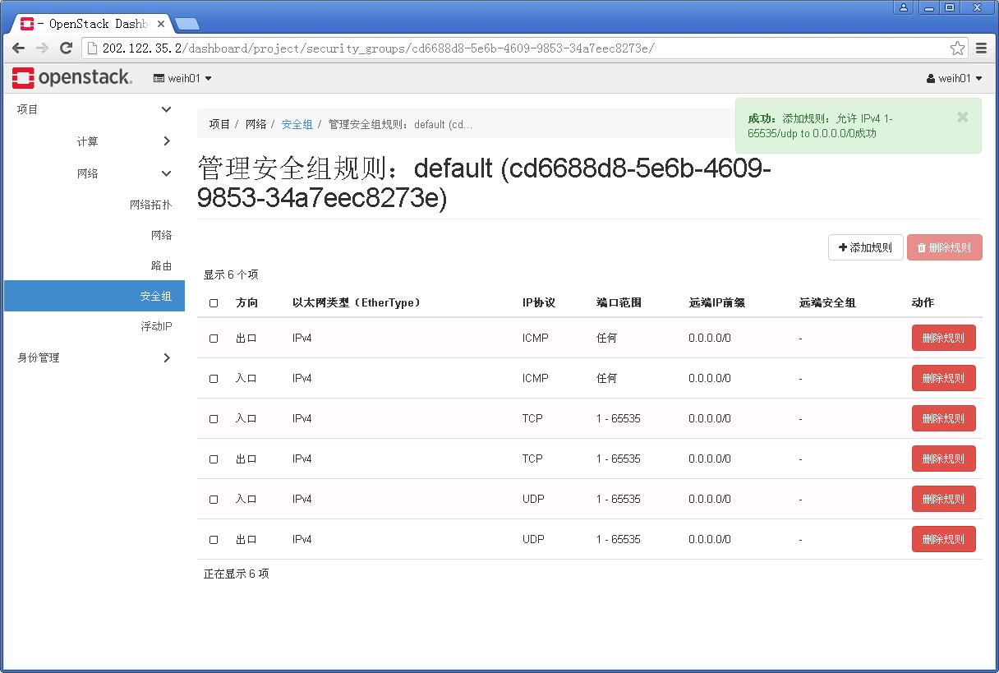 - OpenStack Dashb
202.122.35.2/dashboard/project/security_groups/cd6688d8-5e6b-4609-9853-34a7eec8273e/
openstack.
weih01
weih01
项目
计算
网络
网络拓扑
网络
路由
安全组
浮动IP
身份管理
项目 / 网络 / 安全组 / 管理安全组规则：default (cd...
成功：添加规则：允许 IPv4 1-
65535/udp to 0.0.0.0/0成功
管理安全组规则：default (cd6688d8-5e6b-4609-
9853-34a7eec8273e)
添加规则 删除规则
显示 6 个项
方向 以太网类型（EtherType） IP协议 端口范围 远端IP前缀 远端安全组 动作
出口 IPv4 ICMP 任何 0.0.0.0/0 - 删除规则
入口 IPv4 ICMP 任何 0.0.0.0/0 - 删除规则
入口 IPv4 TCP 1 - 65535 0.0.0.0/0 - 删除规则
出口 IPv4 TCP 1 - 65535 0.0.0.0/0 - 删除规则
入口 IPv4 UDP 1 - 65535 0.0.0.0/0 - 删除规则
出口 IPv4 UDP 1 - 65535 0.0.0.0/0 - 删除规则
正在显示 6 项